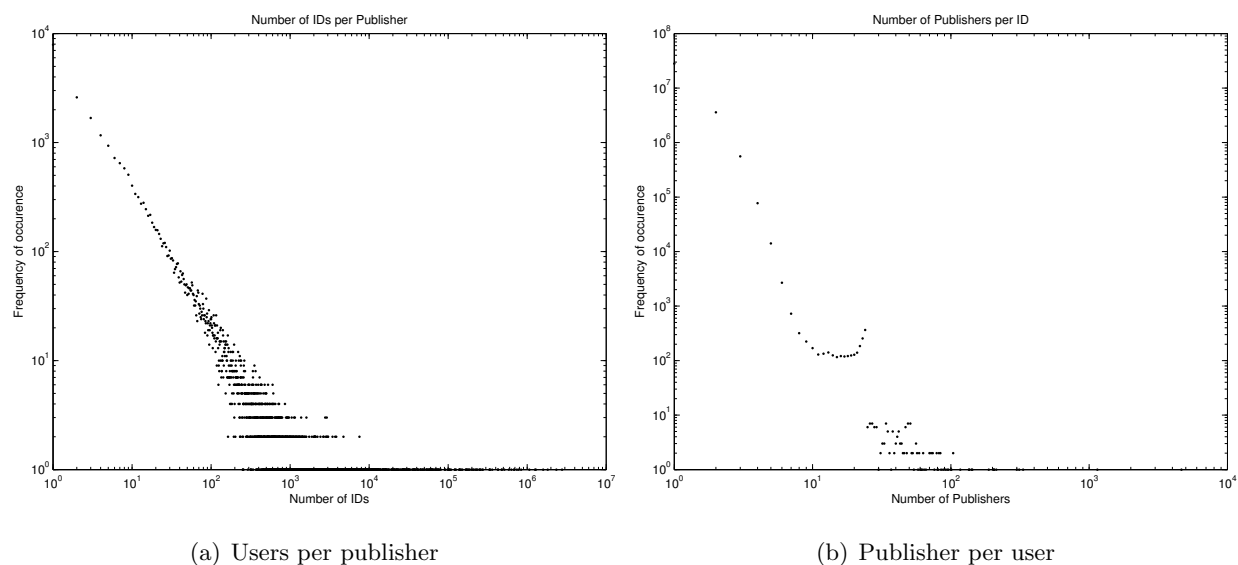 Number of IDs per Publisher
10^4
10^3
10^2
10^1
10^0
Frequency of occurence
10^0 10^1 10^2 10^3 10^4 10^5 10^6 10^7
Number of IDs
(a) Users per publisher
Number of Publishers per ID
10^8
10^7
10^6
10^5
10^4
10^3
10^2
10^1
10^0
Frequency of occurence
10^0 10^1 10^2 10^3 10^4
Number of Publishers
(b) Publisher per user